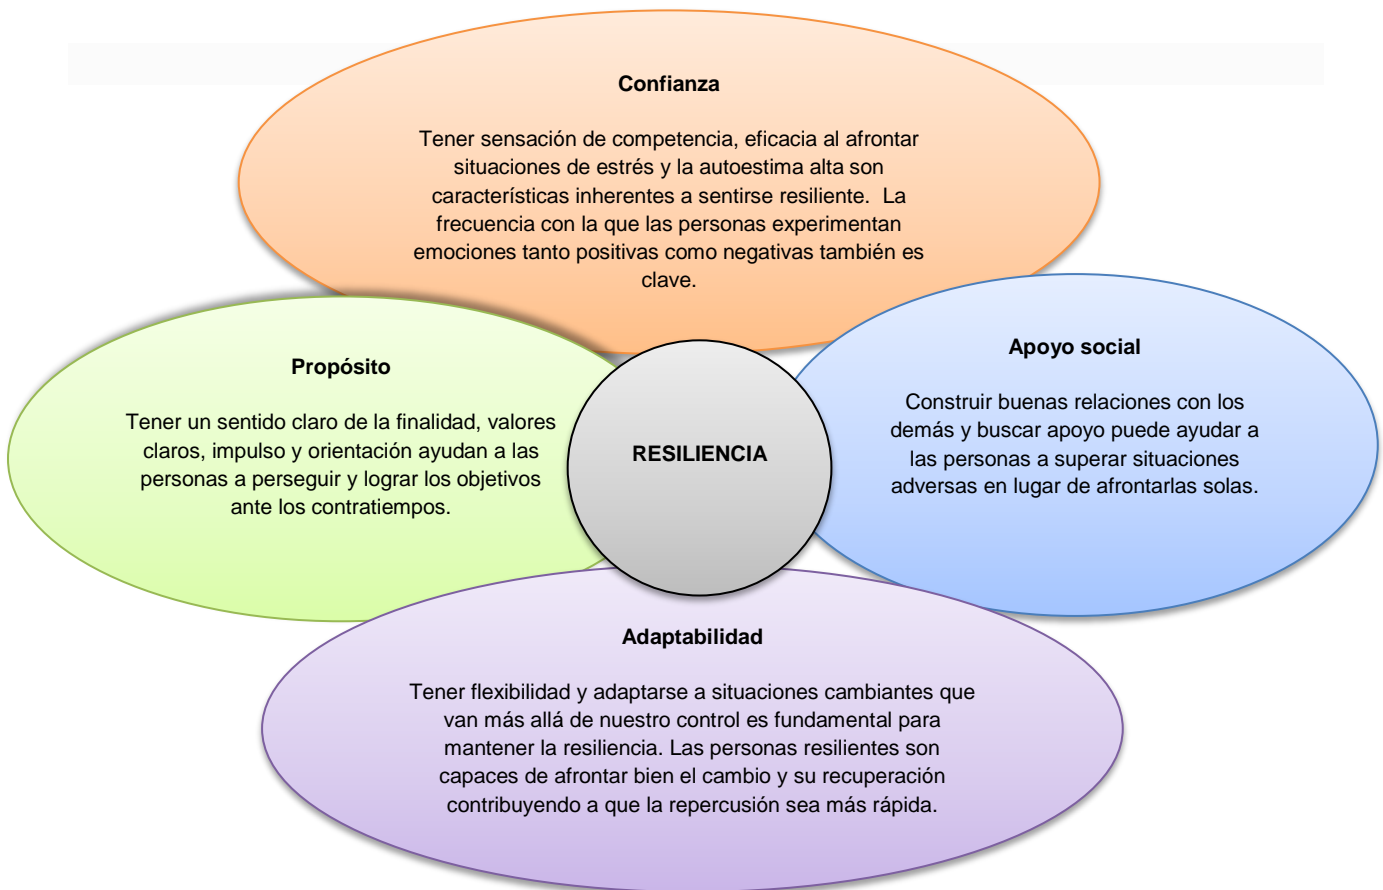 Confianza
Tener sensación de competencia, eficacia al afrontar
situaciones de estrés y la autoestima alta son
características inherentes a sentirse resiliente.  La
frecuencia con la que las personas experimentan
emociones tanto positivas como negativas también es
clave.
Propósito
Tener un sentido claro de la finalidad, valores
claros, impulso y orientación ayudan a las
personas a perseguir y lograr los objetivos
ante los contratiempos.
RESILIENCIA
Apoyo social
Construir buenas relaciones con los
demás y buscar apoyo puede ayudar a
las personas a superar situaciones
adversas en lugar de afrontarlas solas.
Adaptabilidad
Tener flexibilidad y adaptarse a situaciones cambiantes que
van más allá de nuestro control es fundamental para
mantener la resiliencia. Las personas resilientes son
capaces de afrontar bien el cambio y su recuperación
contribuyendo a que la repercusión sea más rápida.